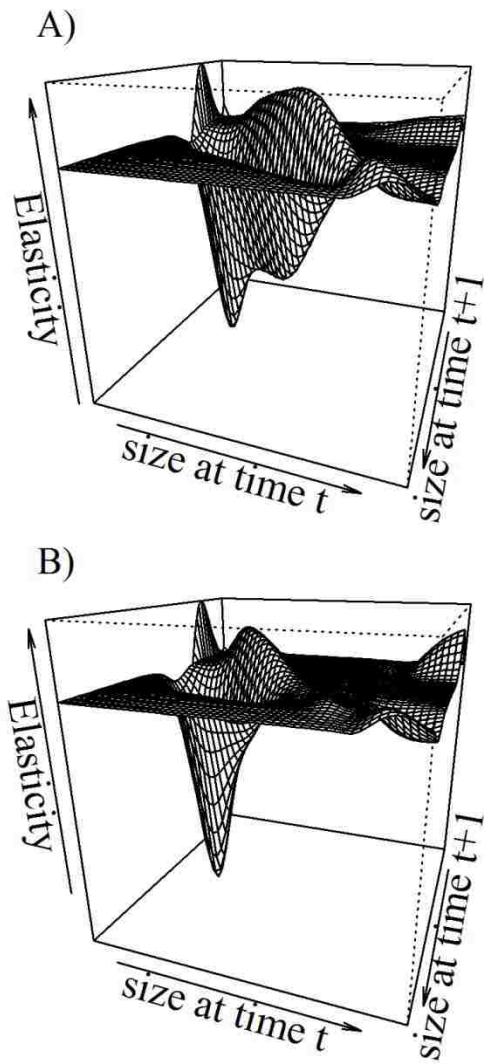 A)
Elasticity
size at time t
size at time t+1
B)
Elasticity
size at time t
size at time t+1